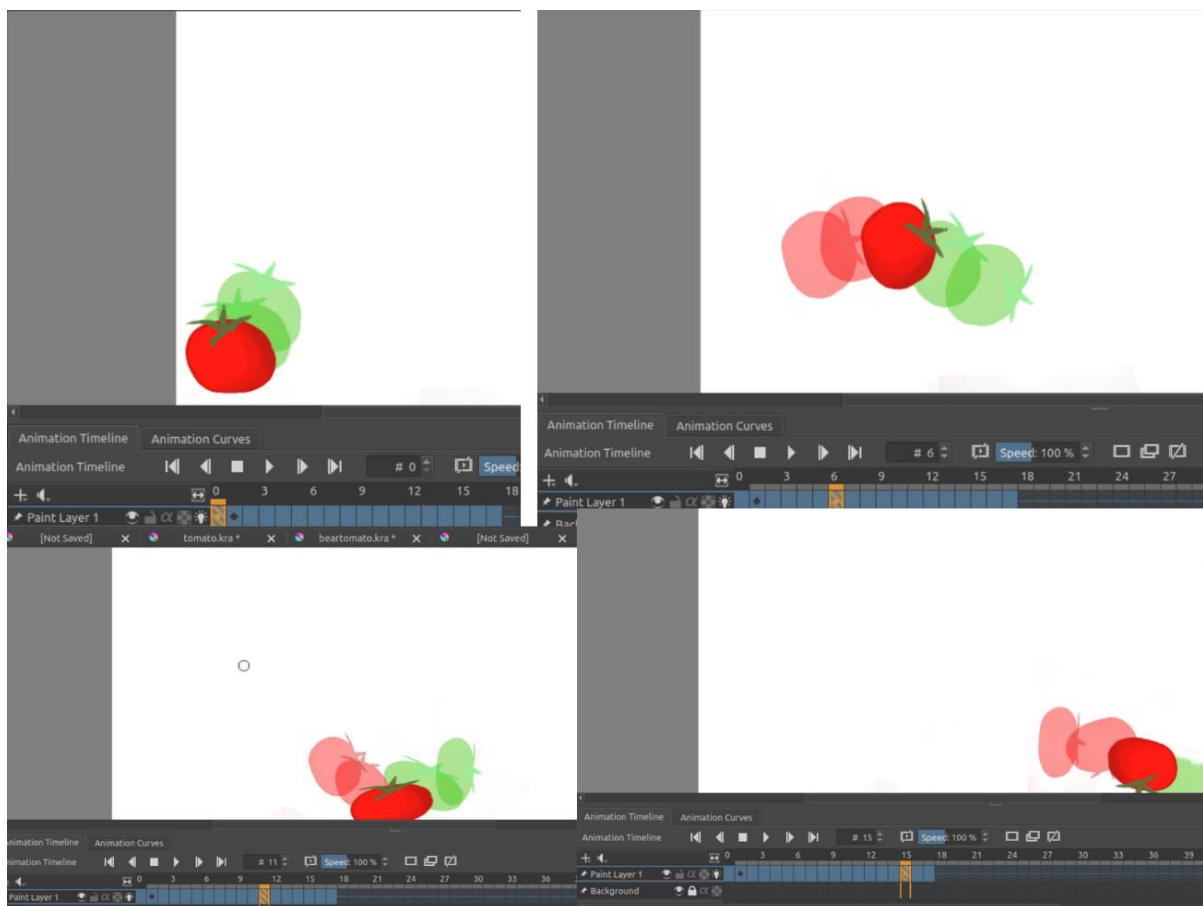 Animation Timeline Animation Curves
Animation Timeline # 0 Speed:
0 3 6 9 12 15 18
Paint Layer 1
Animation Timeline Animation Curves
Animation Timeline # 6 Speed: 100 %
0 3 6 9 12 15 18 21 24 27
Paint Layer 1
[Not Saved] tomato.kra * beartomato.kra * [Not Saved]
Animation Timeline Animation Curves
Animation Timeline # 11 Speed: 100 %
0 3 6 9 12 15 18 21 24 27 30 33 36
Paint Layer 1
Animation Timeline Animation Curves
Animation Timeline # 15 Speed: 100 %
0 3 6 9 12 15 18 21 24 27 30 33 36 39
Paint Layer 1
Background